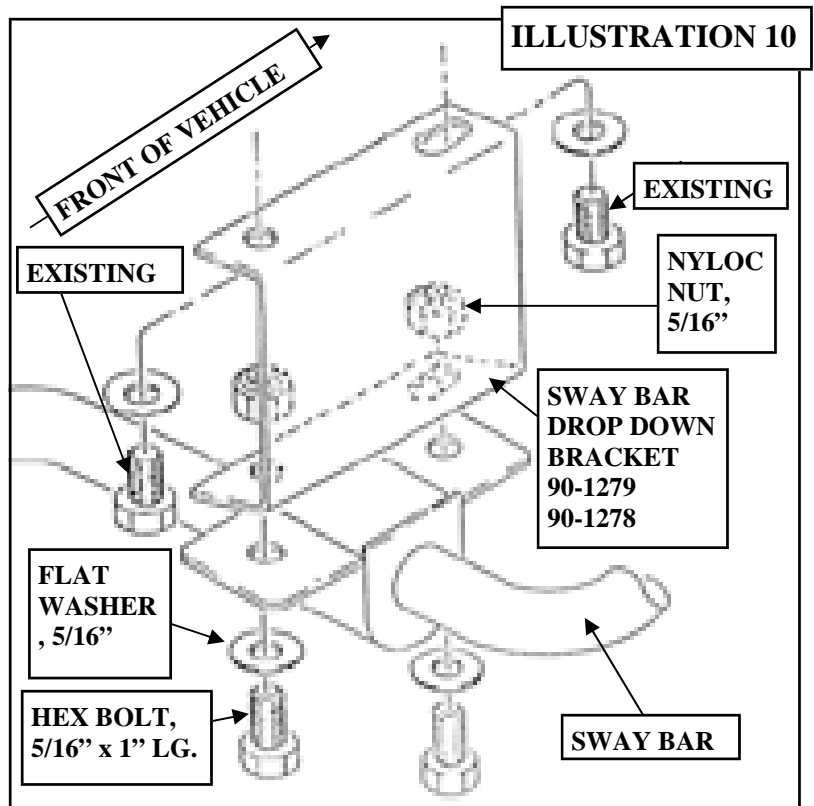 ILLUSTRATION 10
FRONT OF VEHICLE
EXISTING
EXISTING
NYLOC
NUT,
5/16”
SWAY BAR
DROP DOWN
BRACKET
90-1279
90-1278
FLAT
WASHER
, 5/16”
HEX BOLT,
5/16” x 1” LG.
SWAY BAR